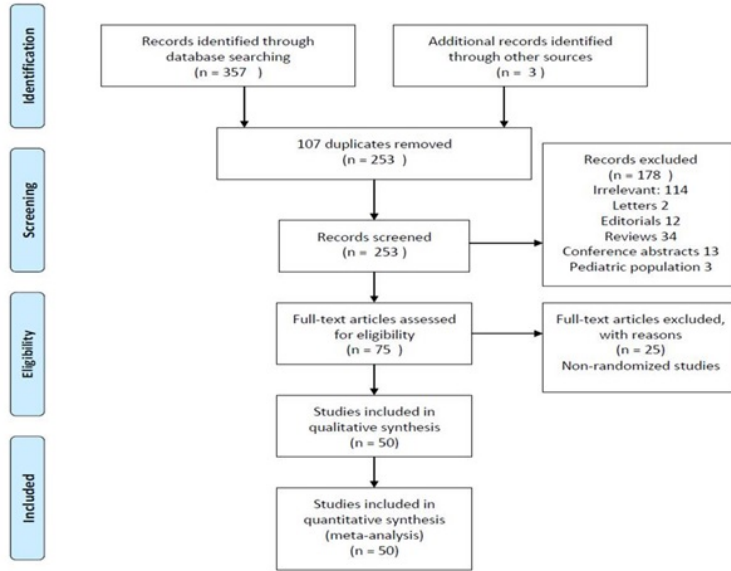 Identification
Records identified through
database searching
(n = 357 )
Additional records identified
through other sources
(n = 3 )
107 duplicates removed
(n = 253 )
Screening
Records excluded
(n = 178 )
Irrelevant: 114
Letters 2
Editorials 12
Reviews 34
Conference abstracts 13
Pediatric population 3
Records screened
(n = 253 )
Eligibility
Full-text articles assessed
for eligibility
(n = 75 )
Full-text articles excluded,
with reasons
(n = 25)
Non-randomized studies
Studies included in
qualitative synthesis
(n = 50)
Included
Studies included in
quantitative synthesis
(meta-analysis)
(n = 50)